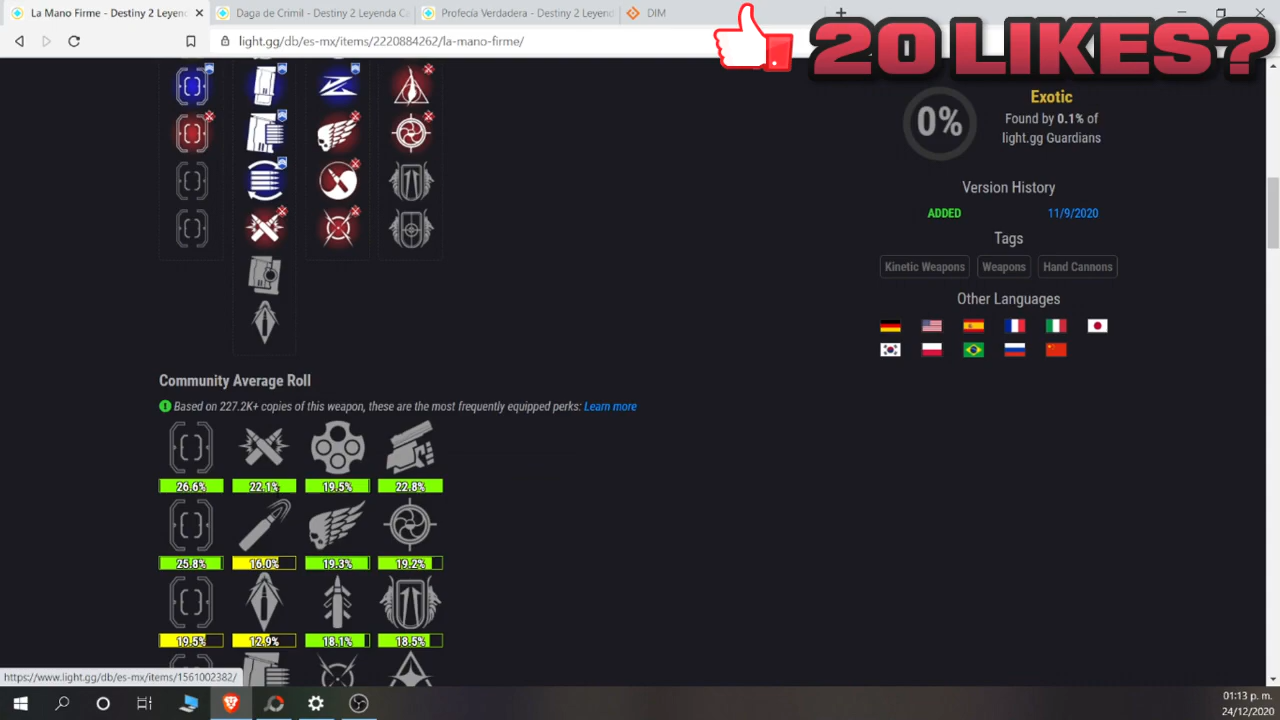 La Mano Firme - Destiny 2 Leyen
Daga de Crimil - Destiny 2 Leyenda Ca
Profecía Verdadera - Destiny 2 Leyend
DIM
light.gg/db/es-mx/items/2220884262/la-mano-firme/
20 LIKES?
0%
Exotic
Found by 0.1% of
light.gg Guardians
Version History
ADDED 11/9/2020
Tags
Kinetic Weapons Weapons Hand Cannons
Other Languages
Community Average Roll
Based on 227.2K+ copies of this weapon, these are the most frequently equipped perks: Learn more
26.6% 22.1% 19.5% 22.8%
25.8% 16.0% 19.3% 19.2%
19.5% 12.9% 18.1% 18.5%
https://www.light.gg/db/es-mx/items/1561002382/
01:13 p. m.
24/12/2020